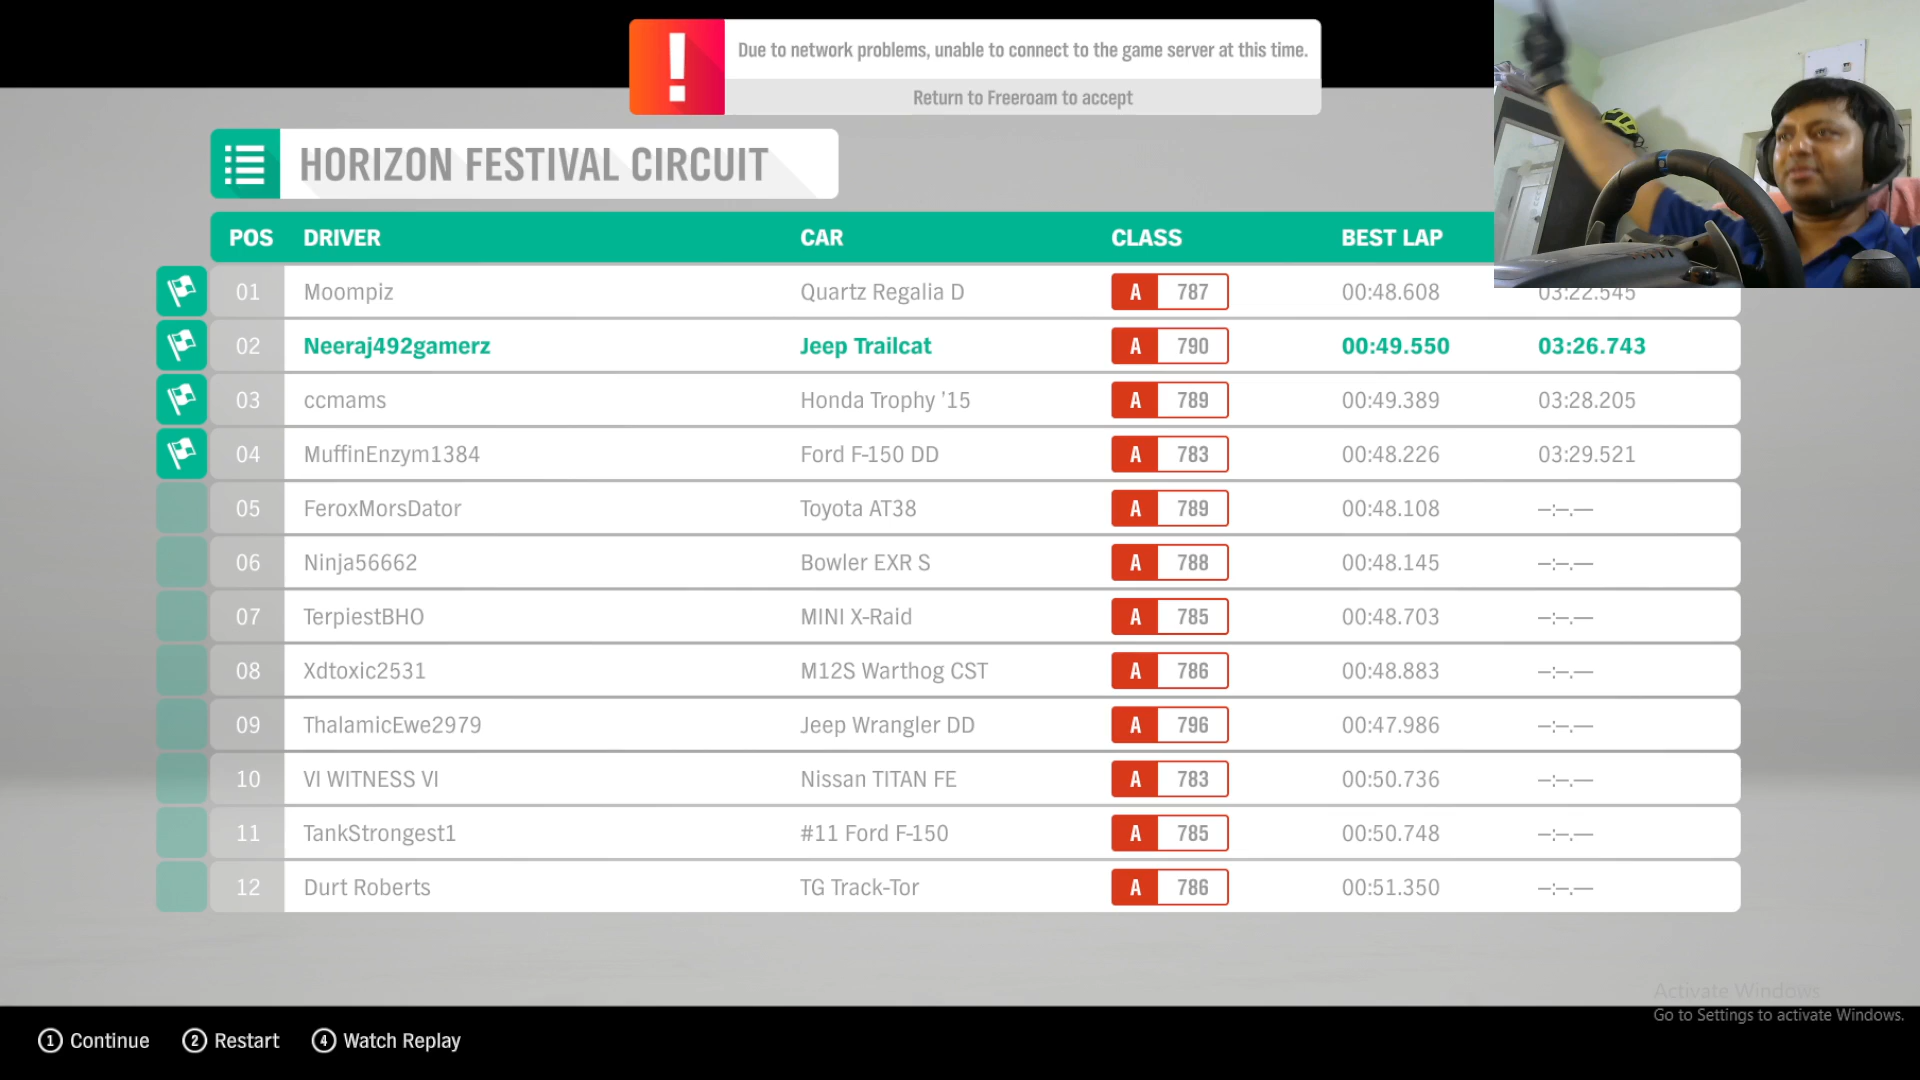 Due to network problems, unable to connect to the game server at this time.
Return to Freeroam to accept
HORIZON FESTIVAL CIRCUIT
POS DRIVER CAR CLASS BEST LAP
01 Moompiz Quartz Regalia D A 787 00:48.608 03:22.545
02 Neeraj492gamerz Jeep Trailcat A 790 00:49.550 03:26.743
03 ccmams Honda Trophy '15 A 789 00:49.389 03:28.205
04 MuffinEnzym1384 Ford F-150 DD A 783 00:48.226 03:29.521
05 FeroxMorsDator Toyota AT38 A 789 00:48.108 –:–.––
06 Ninja56662 Bowler EXR S A 788 00:48.145 –:–.––
07 TerpiestBHO MINI X-Raid A 785 00:48.703 –:–.––
08 Xdtoxic2531 M12S Warthog CST A 786 00:48.883 –:–.––
09 ThalamicEwe2979 Jeep Wrangler DD A 796 00:47.986 –:–.––
10 VI WITNESS VI Nissan TITAN FE A 783 00:50.736 –:–.––
11 TankStrongest1 #11 Ford F-150 A 785 00:50.748 –:–.––
12 Durt Roberts TG Track-Tor A 786 00:51.350 –:–.––
Activate Windows
Go to Settings to activate Windows.
1 Continue 2 Restart 4 Watch Replay